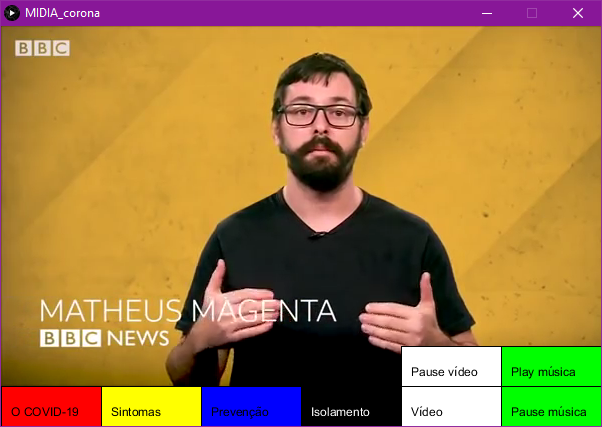 MIDIA_corona
BBC
MATHEUS MAGENTA
BBC NEWS
Pause vídeo
Play música
O COVID-19
Sintomas
Prevenção
Isolamento
Vídeo
Pause música